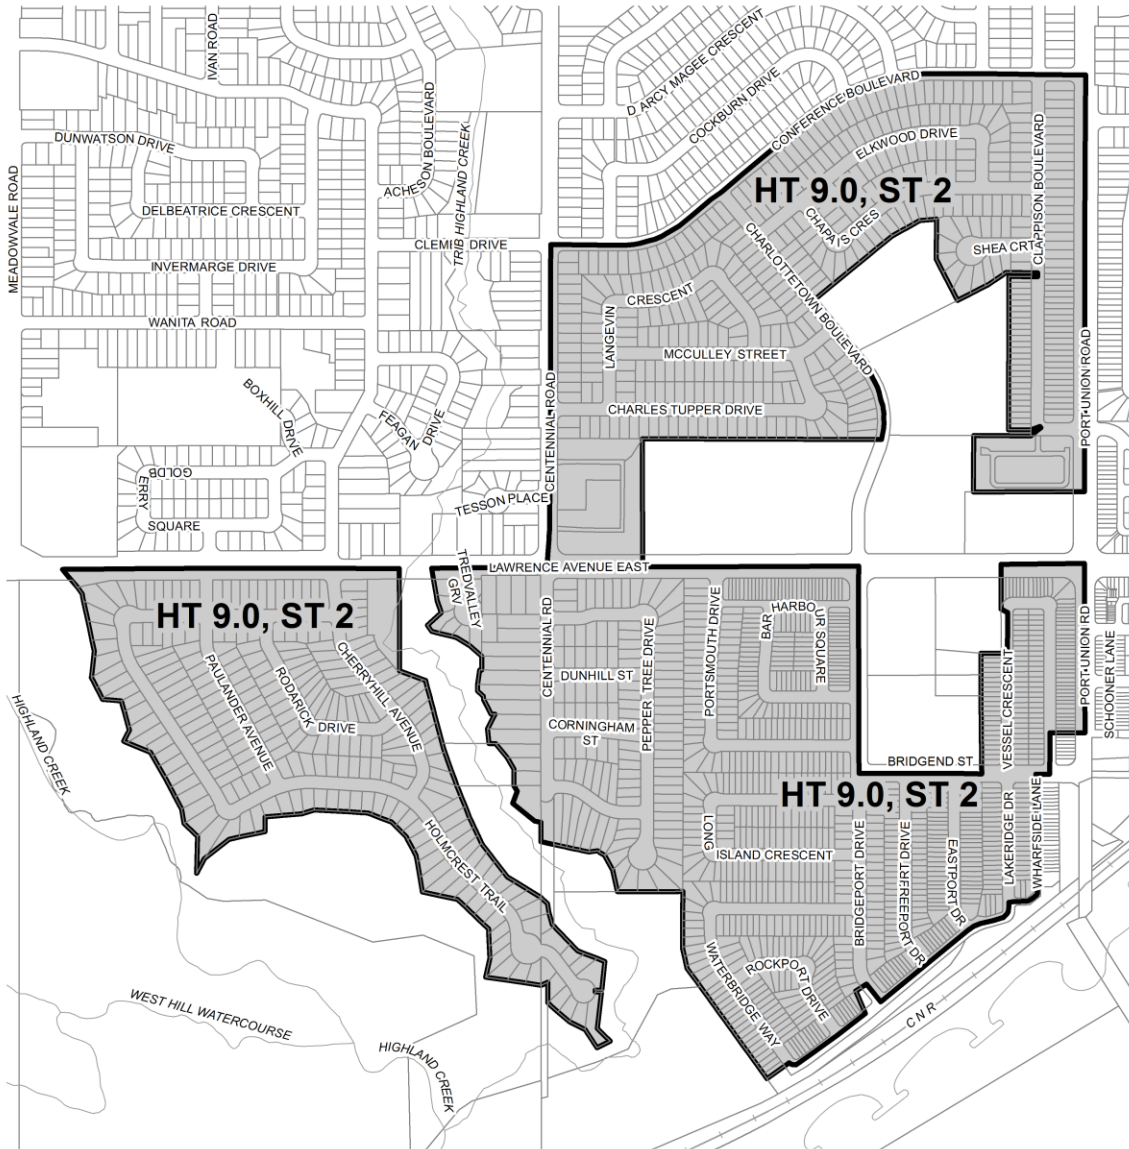 IVAN ROAD
D ARCY MAGEE CRESCENT
COCKBURN DRIVE
CONFERENCE BOULEVARD
DUNWATSON DRIVE
ACHESON BOULEVARD
TRIB HIGHLAND CREEK
ELKWOOD DRIVE
CLAPPISON BOULEVARD
MEADOWVALE ROAD
HT 9.0, ST 2
DELBEATRICE CRESCENT
CHAPA
S CRES
CLEMI
DRIVE
SHEA CRT
INVERMARGE DRIVE
CHARLOTTETOWN BOULEVARD
CRESCENT
LANGEVIN
WANITA ROAD
MCCULLEY STREET
PORT UNION ROAD
BOXHILL DRIVE
FEAGAN
DRIVE
CHARLES TUPPER DRIVE
CENTENNIAL ROAD
GOLDB
ERRY
SQUARE
TESSON PLACE
LAWRENCE AVENUE EAST
TREDVALLEY
GRV
HT 9.0, ST 2
CENTENNIAL RD
PEPPER TREE DRIVE
PORTSMOUTH DRIVE
BAR
HARBO
UR SQUARE
PORT UNION RD
SCHOONER LANE
PAULANDER AVENUE
RODARICK
DRIVE
CHERRYHILL AVENUE
DUNHILL ST
CORNINGHAM
ST
VESSEL CRESCENT
HIGHLAND CREEK
BRIDGEND ST
HT 9.0, ST 2
HOLMCREST TRAIL
LONG
ISLAND CRESCENT
BRIDGEPORT DRIVE
FREEPORT DR
EASTPORT DR
LAKERIDGE DR
WHARFSIDE LANE
WATERBRIDGE WAY
ROCKPO
RT DRIVE
WEST HILL WATERCOURSE
CNR
HIGHLAND
CREEK